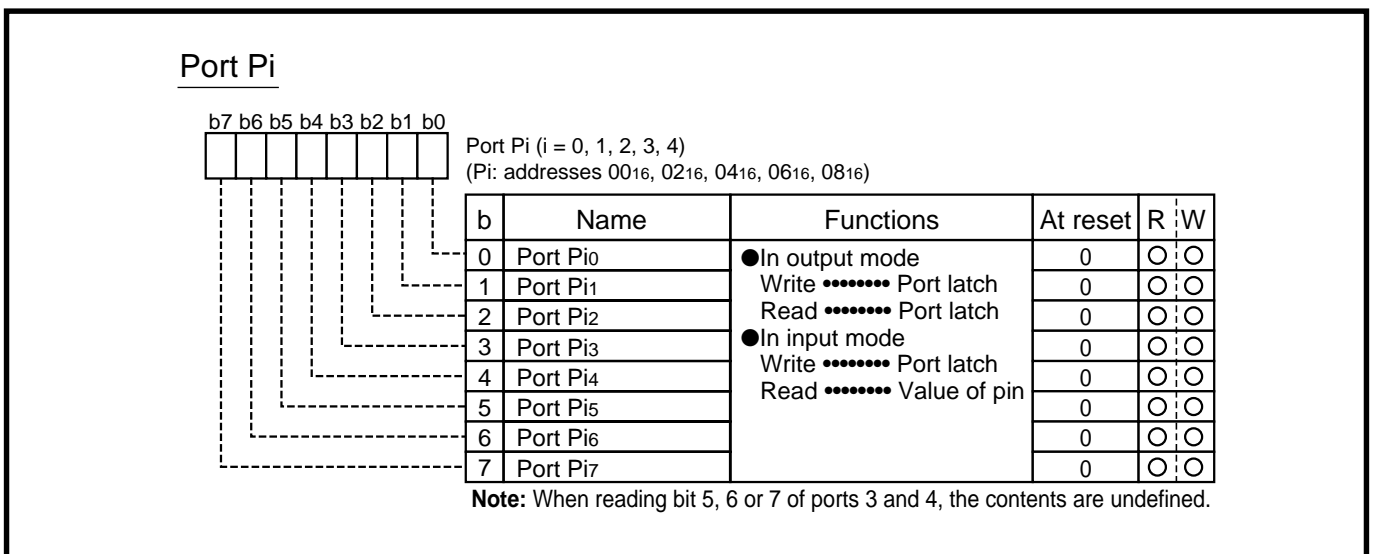 Port Pi
b7 b6 b5 b4 b3 b2 b1 b0
Port Pi (i = 0, 1, 2, 3, 4)
(Pi: addresses 0016, 0216, 0416, 0616, 0816)
b Name Functions At reset R W
0 Port Pi0 ●In output mode 0 O O
1 Port Pi1 Write •••••••• Port latch 0 O O
2 Port Pi2 Read •••••••• Port latch 0 O O
3 Port Pi3 ●In input mode 0 O O
4 Port Pi4 Write •••••••• Port latch 0 O O
5 Port Pi5 Read •••••••• Value of pin 0 O O
6 Port Pi6 0 O O
7 Port Pi7 0 O O
Note: When reading bit 5, 6 or 7 of ports 3 and 4, the contents are undefined.